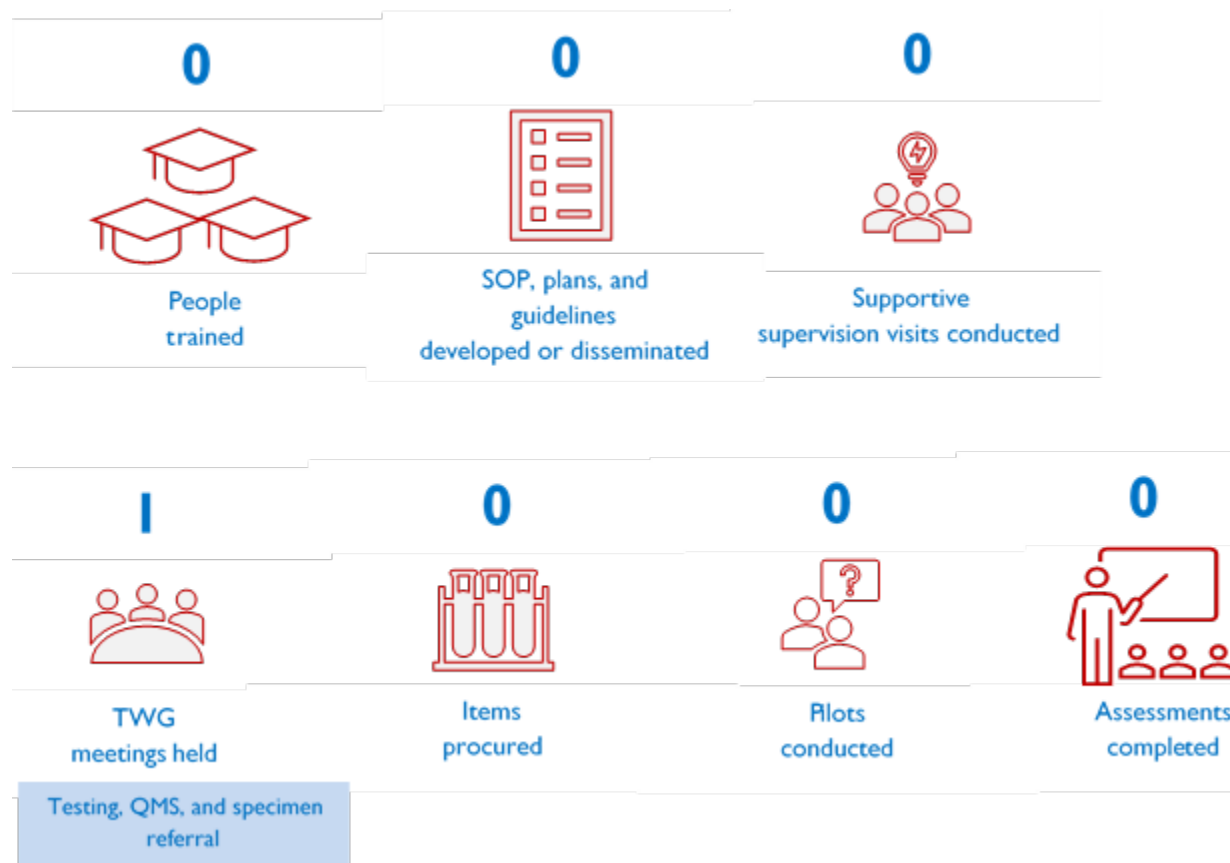 0
0
0
People
trained
SOP, plans, and
guidelines
developed or disseminated
Supportive
supervision visits conducted
1
0
0
0
?
TWG
meetings held
Items
procured
Pilots
conducted
Assessments
completed
Testing, QMS, and specimen
referral